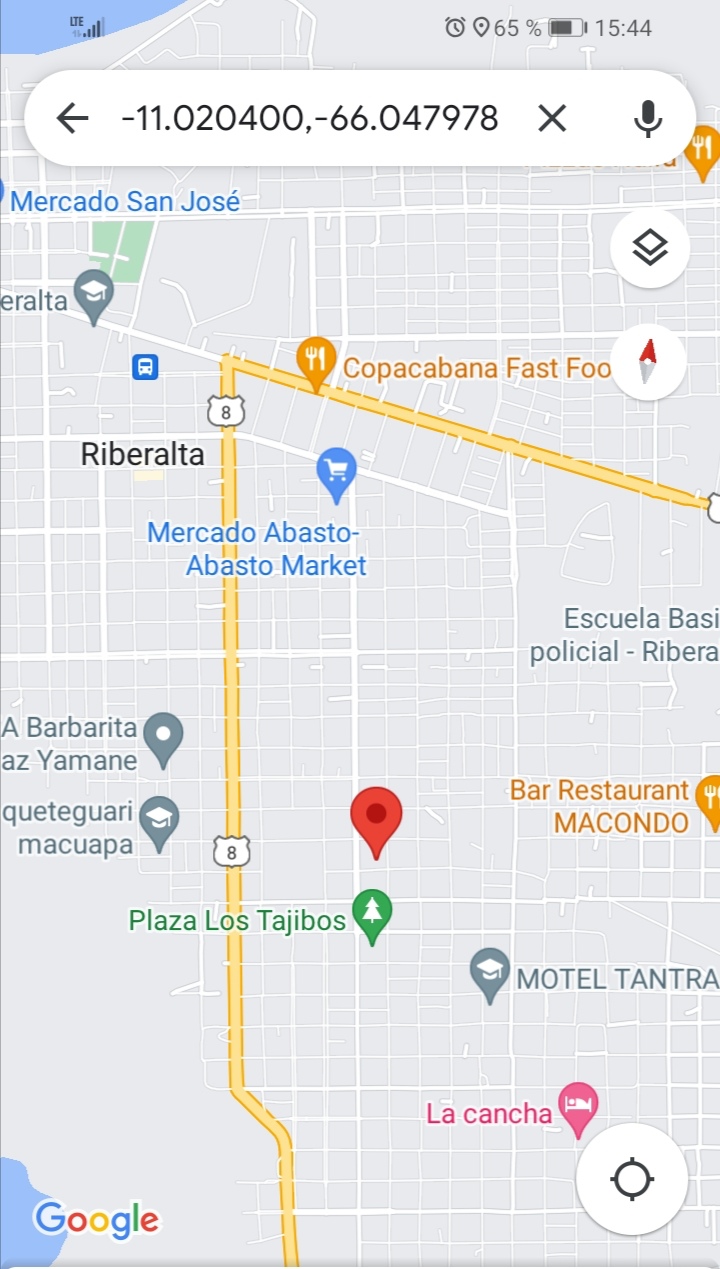 LTE
65 % 15:44
-11.020400,-66.047978
Mercado San José
eralta
Copacabana Fast Foo
8
Riberalta
Mercado Abasto-
Abasto Market
Escuela Basi
policial - Ribera
A Barbarita
az Yamane
Bar Restaurant
MACONDO
queteguari
macuapa
8
Plaza Los Tajibos
MOTEL TANTRA
La cancha
Google